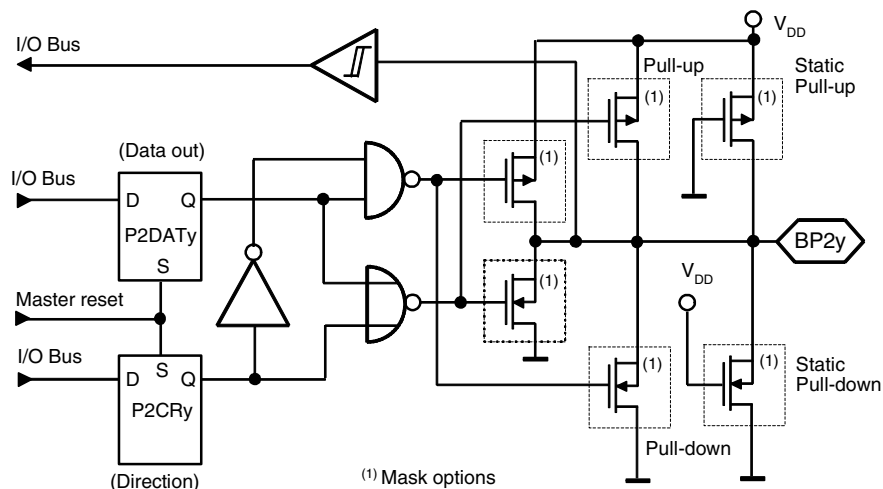 I/O Bus
V DD
Pull-up
Static
Pull-up
(1)
(1)
(Data out)
(1)
I/O Bus
D
Q
P2DATy
S
BP2y
Master reset
(1)
V DD
I/O Bus
S
D
Q
P2CRy
(1)
(1)
Static
Pull-down
Pull-down
(Direction)
(1) Mask options